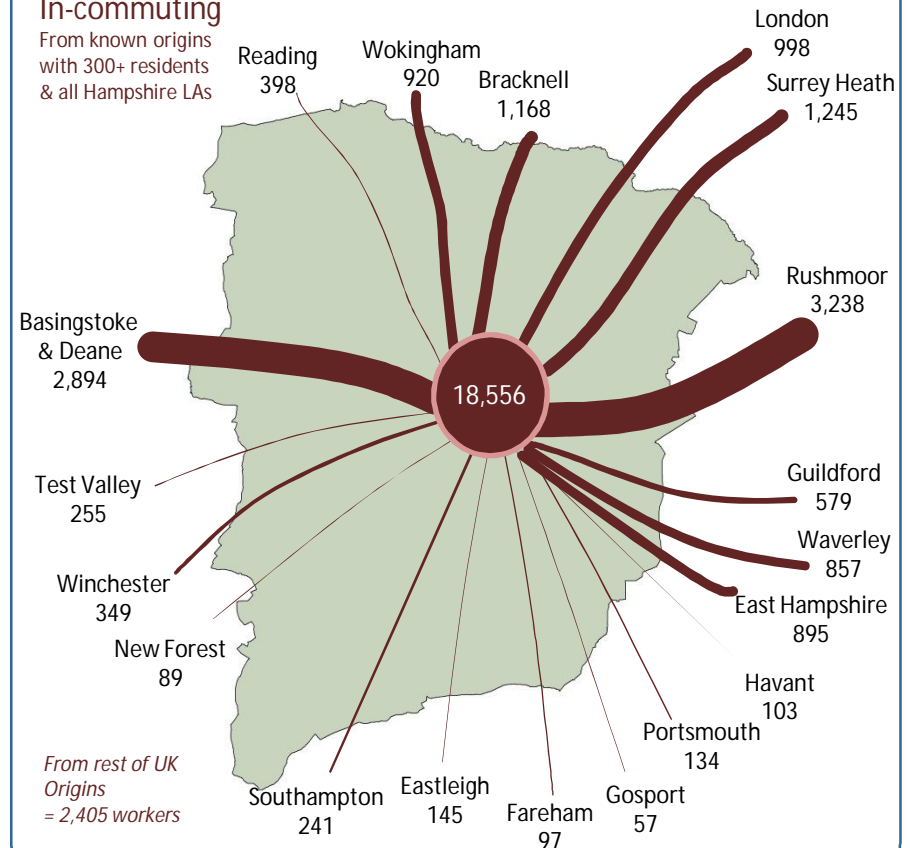 In-commuting
From known origins
with 300+ residents
& all Hampshire LAs
Reading
398
Wokingham
920
Bracknell
1,168
London
998
Surrey Heath
1,245
Rushmoor
3,238
Basingstoke
& Deane
2,894
18,556
Test Valley
255
Guildford
579
Waverley
857
Winchester
349
East Hampshire
895
New Forest
89
Havant
103
Portsmouth
134
From rest of UK
Origins
= 2,405 workers
Southampton
241
Eastleigh
145
Fareham
97
Gosport
57